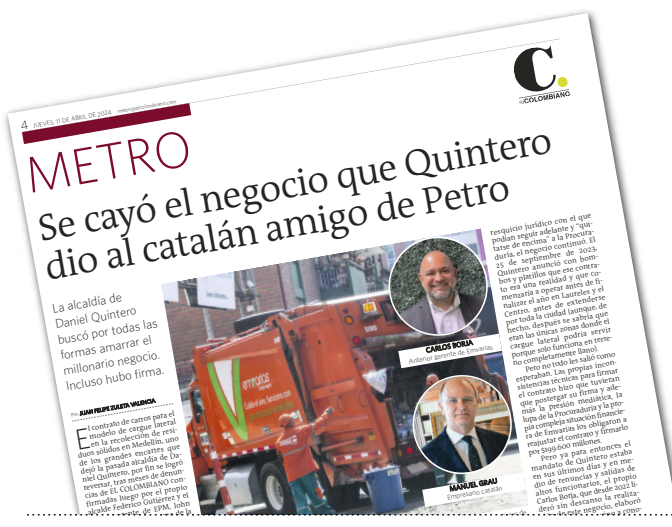 4 JUEVES, 11 DE ABRIL DE 2024
C.
EL COLOMBIANO
METRO
Se cayó el negocio que Quintero
dio al catalán amigo de Petro
La alcaldía de
Daniel Quintero
buscó por todas las
formas amarrar el
millonario negocio.
Incluso hubo firma.
Por JUAN FELIPE ZULETA VALENCIA
El contrato de carros para el
modelo de cargue lateral
en la recolección de resi-
duos sólidos en Medellín, uno
de los grandes encartes que
dejó la pasada alcaldía de Da-
niel Quintero, por fin se logró
reversar, tras meses de denun-
cias de EL COLOMBIANO con-
firmadas luego por el propio
alcalde Federico Gutiérrez y el
de EPM, John
emvarias
CARLOS BORJA
Anterior gerente de Emvarias
MANUEL GRAU
Empresario catalán
resquicio jurídico con el que
podían seguir adelante y “qui-
tarse de encima” a la Procura-
duría, el negocio continuó. El
25 de septiembre de 2023,
Quintero anunció con bom-
bos y platillos que ese contra-
to era una realidad y que co-
menzaría a operar antes de fi-
nalizar el año en Laureles y el
Centro, antes de extenderse
por toda la ciudad (aunque, de
hecho, después se sabría que
eran las únicas zonas donde el
cargue lateral podría servir
porque solo funciona en terre-
no completamente llano).
Pero no todo les salió como
esperaban. Las propias incon-
sistencias técnicas para firmar
el contrato hizo que tuvieran
que postergar su firma y ade-
más la presión mediática, la
lupa de la Procuraduría y la pro-
pia compleja situación financie-
ra de Emvarias los obligaron a
reajustar el contrato y firmarlo
por $199.600 millones.
Pero ya para entonces el
mandato de Quintero estaba
en sus últimos días y en me-
dio de renuncias y salidas de
altos funcionarios, el propio
Carlos Borja, que desde 2022 li-
deró sin descanso la realiza-
este negocio, elaboró